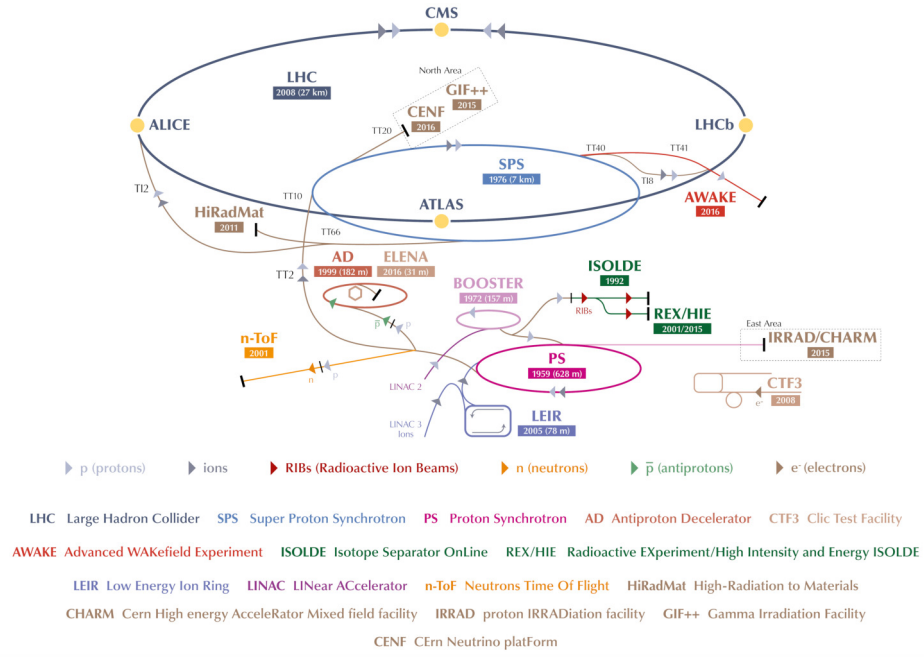 CMS
LHC
2008 (27 km)
North Area
GIF++
2015
CENF
2016
ALICE
LHCb
TT20
TT40
TT41
SPS
1976 (7 km)
TI2
TT10
TI8
HiRadMat
2011
ATLAS
AWAKE
2016
TT66
AD
1999 (182 m)
ELENA
2016 (31 m)
TT2
BOOSTER
1972 (157 m)
ISOLDE
1992
RIBs
REX/HIE
2001/2015
p̅
p
n-ToF
2001
East Area
IRRAD/CHARM
2015
PS
1959 (628 m)
n
p
LINAC 2
CTF3
2008
e-
LINAC 3
Ions
LEIR
2005 (78 m)
p (protons)
ions
RIBs (Radioactive Ion Beams)
n (neutrons)
p̅ (antiprotons)
e- (electrons)
LHC Large Hadron Collider SPS Super Proton Synchrotron PS Proton Synchrotron AD Antiproton Decelerator CTF3 Clic Test Facility
AWAKE Advanced WAKefield Experiment ISOLDE Isotope Separator OnLine REX/HIE Radioactive EXperiment/High Intensity and Energy ISOLDE
LEIR Low Energy Ion Ring LINAC LINear ACcelerator n-ToF Neutrons Time Of Flight HiRadMat High-Radiation to Materials
CHARM Cern High energy AcceleRator Mixed field facility IRRAD proton IRRADiation facility GIF++ Gamma Irradiation Facility
CENF CErn Neutrino platForm